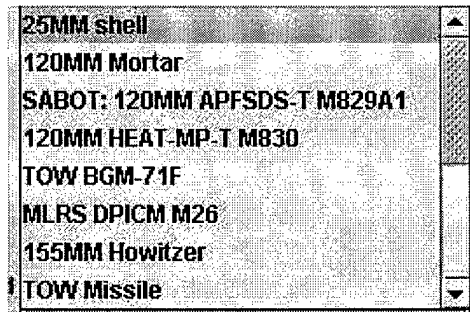 25MM shell
120MM Mortar
SABOT: 120MM APFSDS-T M829A1
120MM HEAT-MP-T M830
TOW BGM-71F
MLRS DPICM M26
155MM Howitzer
TOW Missile